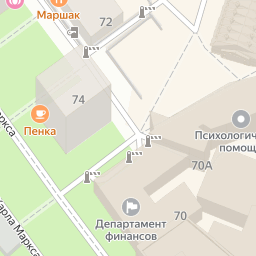 Маршак
72
74
Пенка
Психологич
помощ
70А
70
Департамент
финансов
Маркса
Карла Маркса